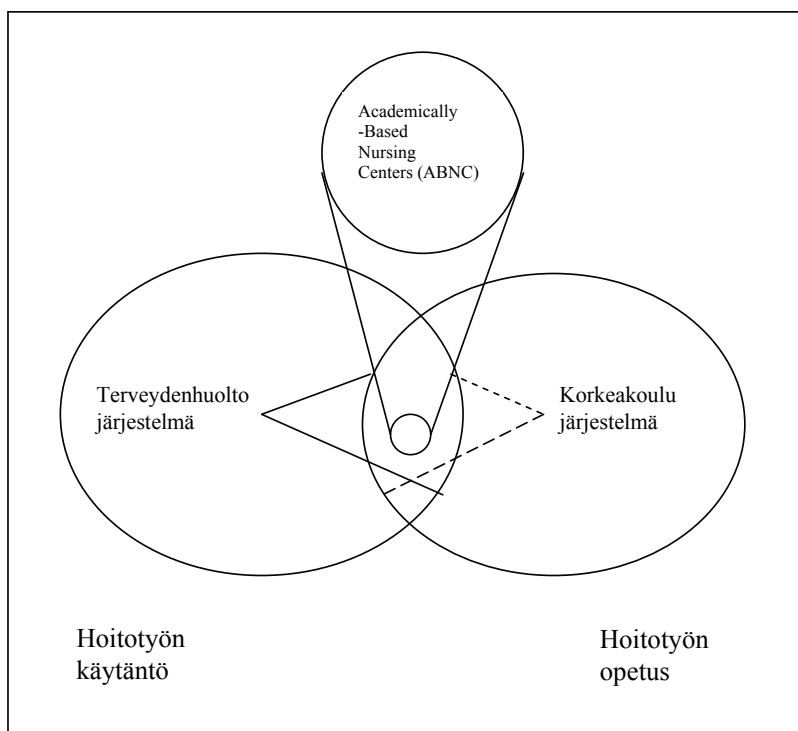 Academically
-Based
Nursing
Centers (ABNC)
Terveydenhuolto
järjestelmä
Korkeakoulu
järjestelmä
Hoitotyön
käytäntö
Hoitotyön
opetus